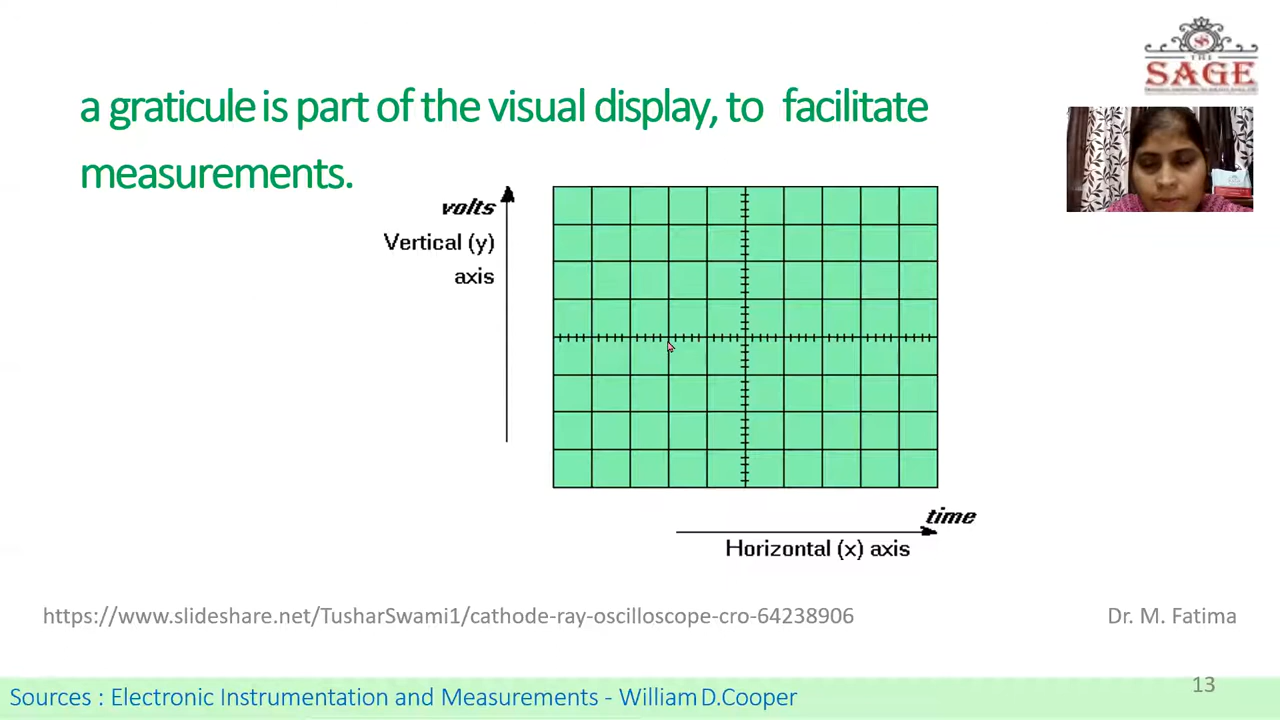 THE
SAGE
a graticule is part of the visual display, to facilitate
measurements.
volts
Vertical (y)
axis
time
Horizontal (x) axis
https://www.slideshare.net/TusharSwami1/cathode-ray-oscilloscope-cro-64238906
Dr. M. Fatima
13
Sources : Electronic Instrumentation and Measurements - William D.Cooper